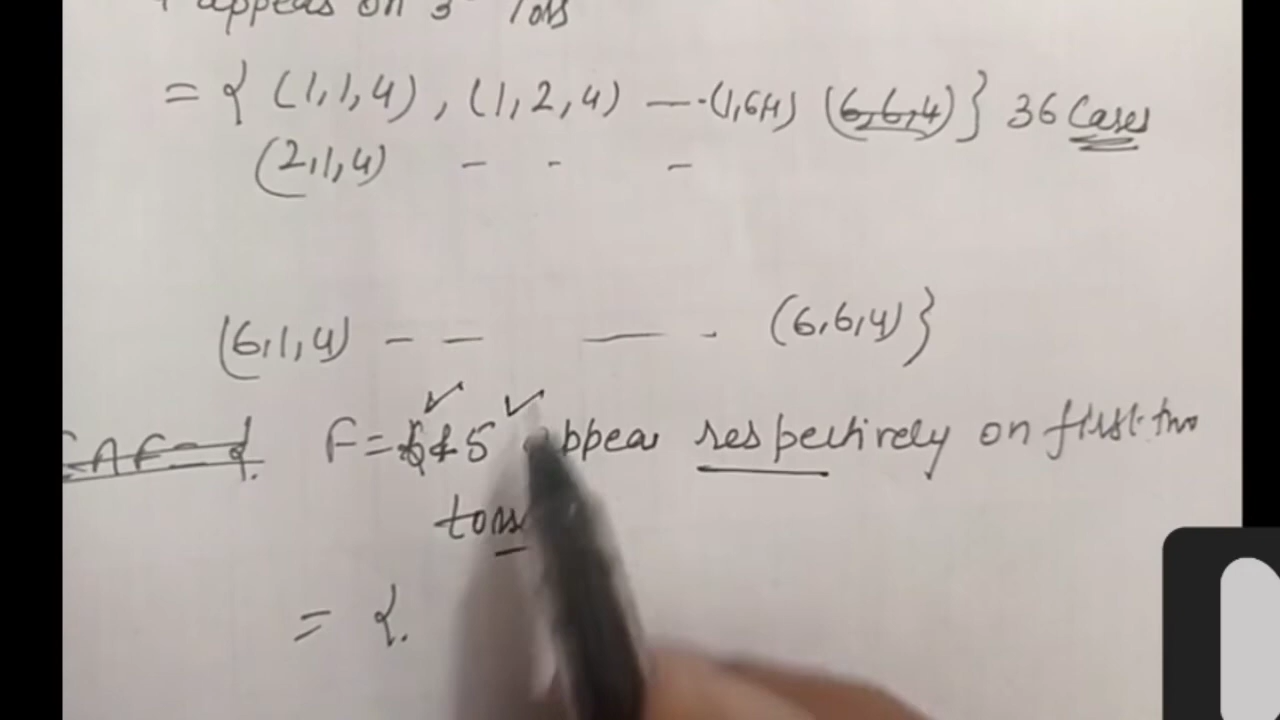 appears on 3 Toss
= { (1,1,4), (1,2,4) — - (1,6,4) (6,6,4) } 36 Cases
(2,1,4) - - -
(6,1,4) - - — - (6,6,4) }
F = 6 & 5 appear respectively on first two
toss
= {.